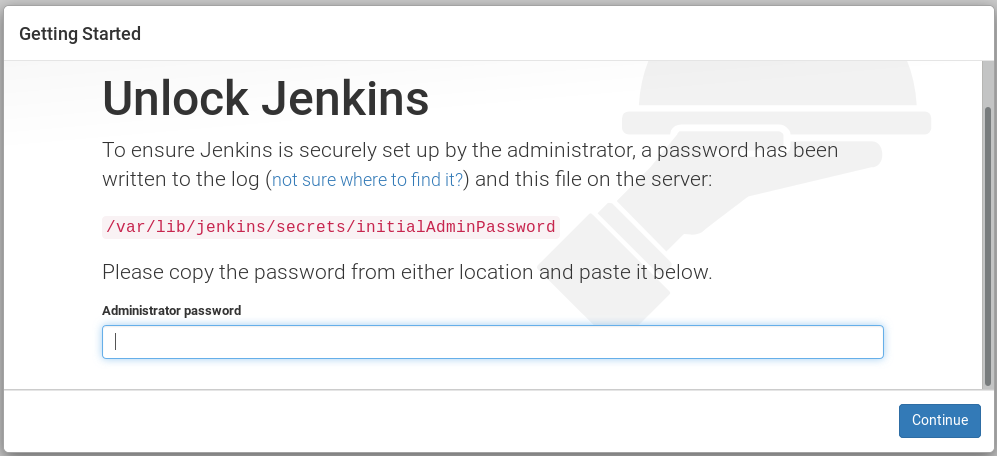 Getting Started
Unlock Jenkins
To ensure Jenkins is securely set up by the administrator, a password has been
written to the log (not sure where to find it?) and this file on the server:
/var/lib/jenkins/secrets/initialAdminPassword
Please copy the password from either location and paste it below.
Administrator password
Continue